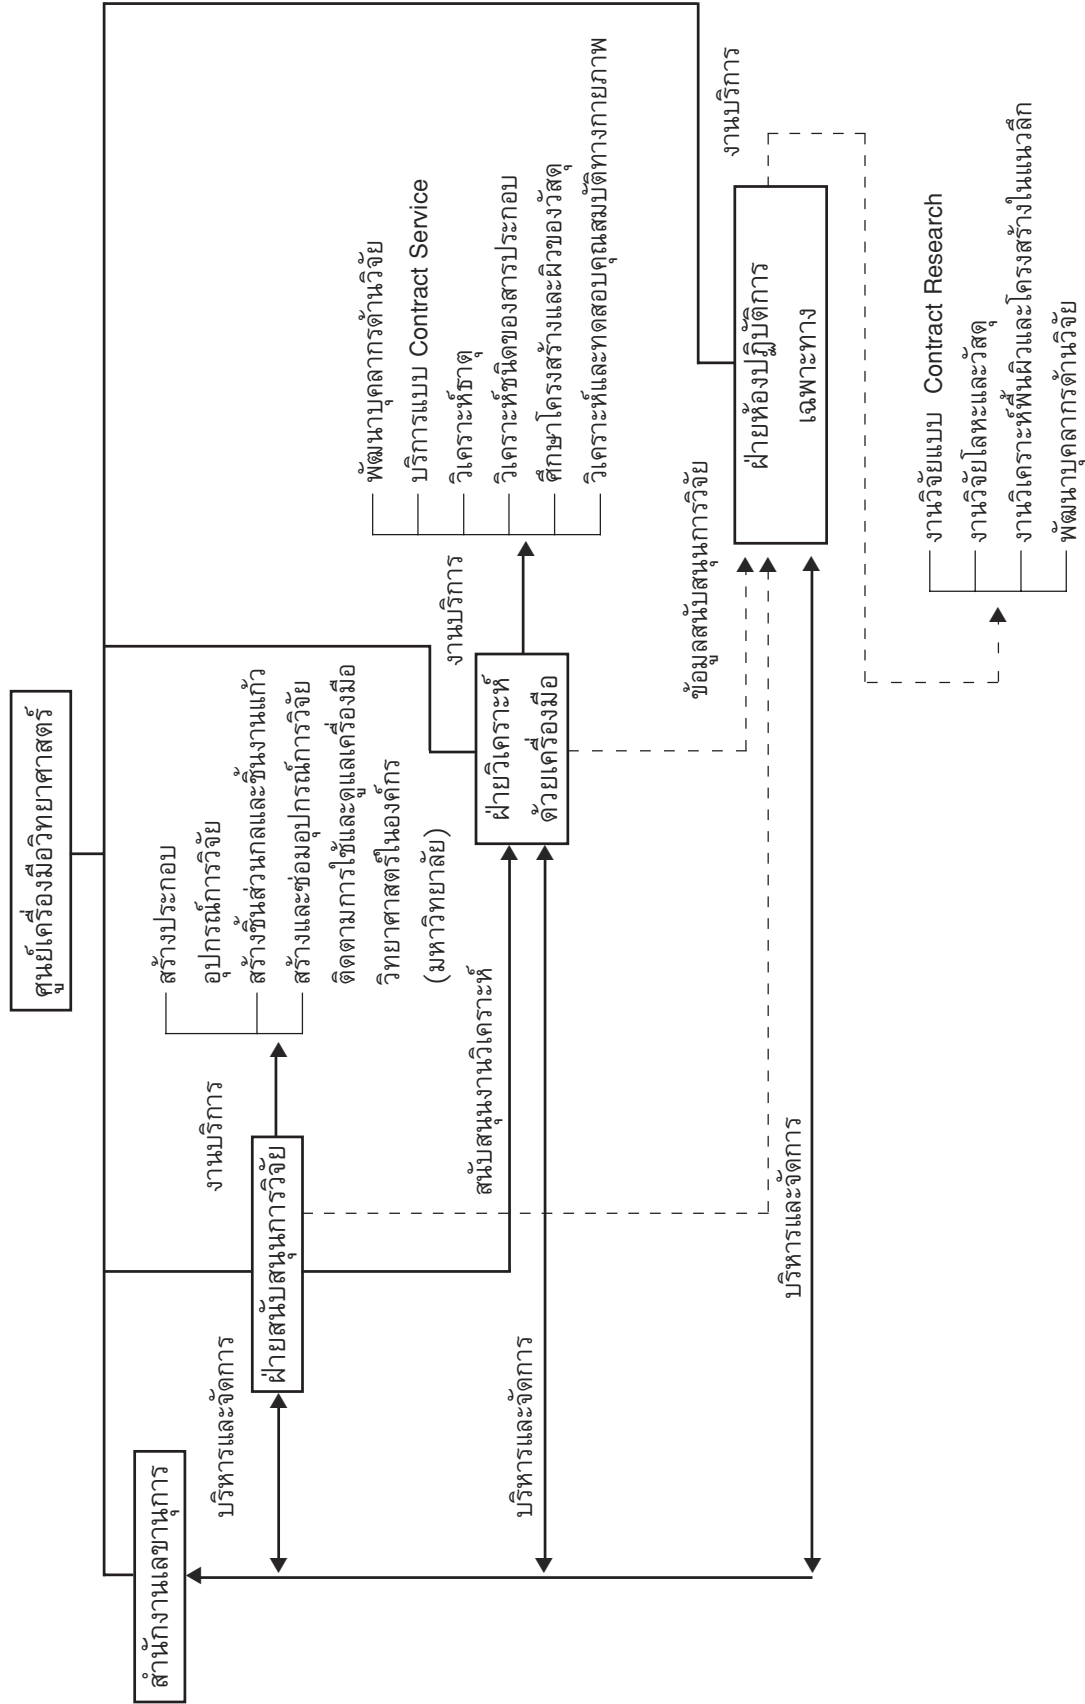 ศูนย์เครื่องมือวิทยาศาสตร์
สำนักงานเลขานุการ
บริหารและจัดการ
ฝ่ายสนับสนุนการวิจัย
งานบริการ
สร้างประกอบ
อุปกรณ์การวิจัย
สร้างชิ้นส่วนกลและชิ้นงานแก้ว
สร้างและซ่อมอุปกรณ์การวิจัย
ติดตามการใช้และดูแลเครื่องมือ
วิทยาศาสตร์ในองค์กร
(มหาวิทยาลัย)
สนับสนุนงานวิเคราะห์
บริหารและจัดการ
ฝ่ายวิเคราะห์
ด้วยเครื่องมือ
งานบริการ
พัฒนาบุคลากรด้านวิจัย
บริการแบบ Contract Service
วิเคราะห์ธาตุ
วิเคราะห์ชนิดของสารประกอบ
ศึกษาโครงสร้างและผิวของวัสดุ
วิเคราะห์และทดสอบคุณสมบัติทางกายภาพ
ข้อมูลสนับสนุนการวิจัย
บริหารและจัดการ
ฝ่ายห้องปฏิบัติการ
เฉพาะทาง
งานบริการ
งานวิจัยแบบ Contract Research
งานวิจัยโลหะและวัสดุ
งานวิเคราะห์พื้นผิวและโครงสร้างในแนวลึก
พัฒนาบุคลากรด้านวิจัย